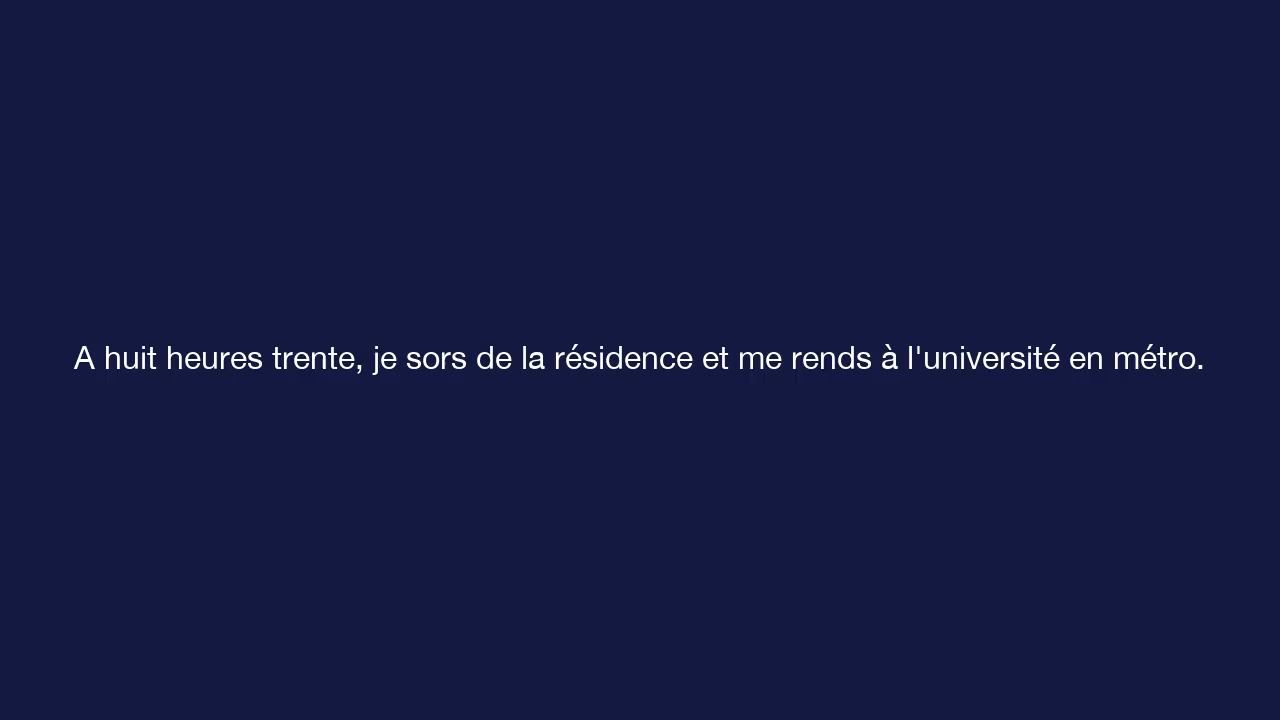 A huit heures trente, je sors de la résidence et me rends à l'université en métro.